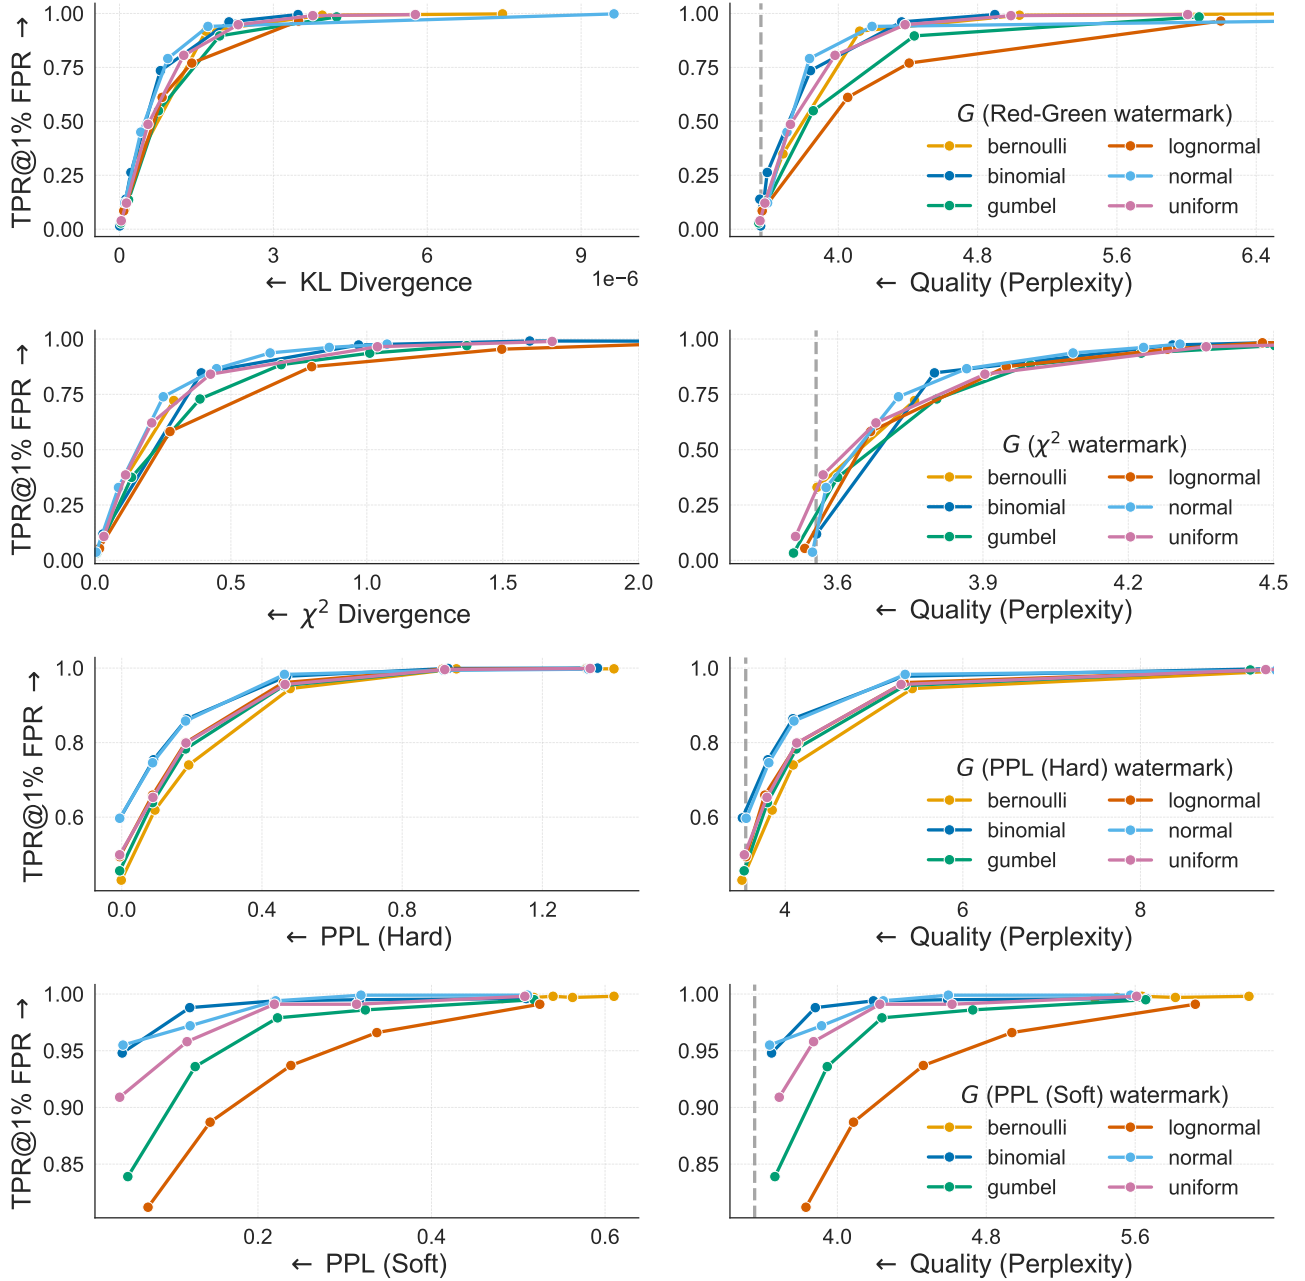 1.00
0.75
0.50
0.25
0.00
TPR@1% FPR →
0 3 6 9
1e−6
← KL Divergence
1.00
0.75
0.50
0.25
0.00
G (Red-Green watermark)
bernoulli lognormal
binomial normal
gumbel uniform
4.0 4.8 5.6 6.4
← Quality (Perplexity)
1.00
0.75
0.50
0.25
0.00
TPR@1% FPR →
0.0 0.5 1.0 1.5 2.0
← χ² Divergence
1.00
0.75
0.50
0.25
0.00
G (χ² watermark)
bernoulli lognormal
binomial normal
gumbel uniform
3.6 3.9 4.2 4.5
← Quality (Perplexity)
1.0
0.8
0.6
TPR@1% FPR →
0.0 0.4 0.8 1.2
← PPL (Hard)
1.0
0.8
0.6
G (PPL (Hard) watermark)
bernoulli lognormal
binomial normal
gumbel uniform
4 6 8
← Quality (Perplexity)
1.00
0.95
0.90
0.85
TPR@1% FPR →
0.2 0.4 0.6
← PPL (Soft)
1.00
0.95
0.90
0.85
G (PPL (Soft) watermark)
bernoulli lognormal
binomial normal
gumbel uniform
4.0 4.8 5.6
← Quality (Perplexity)